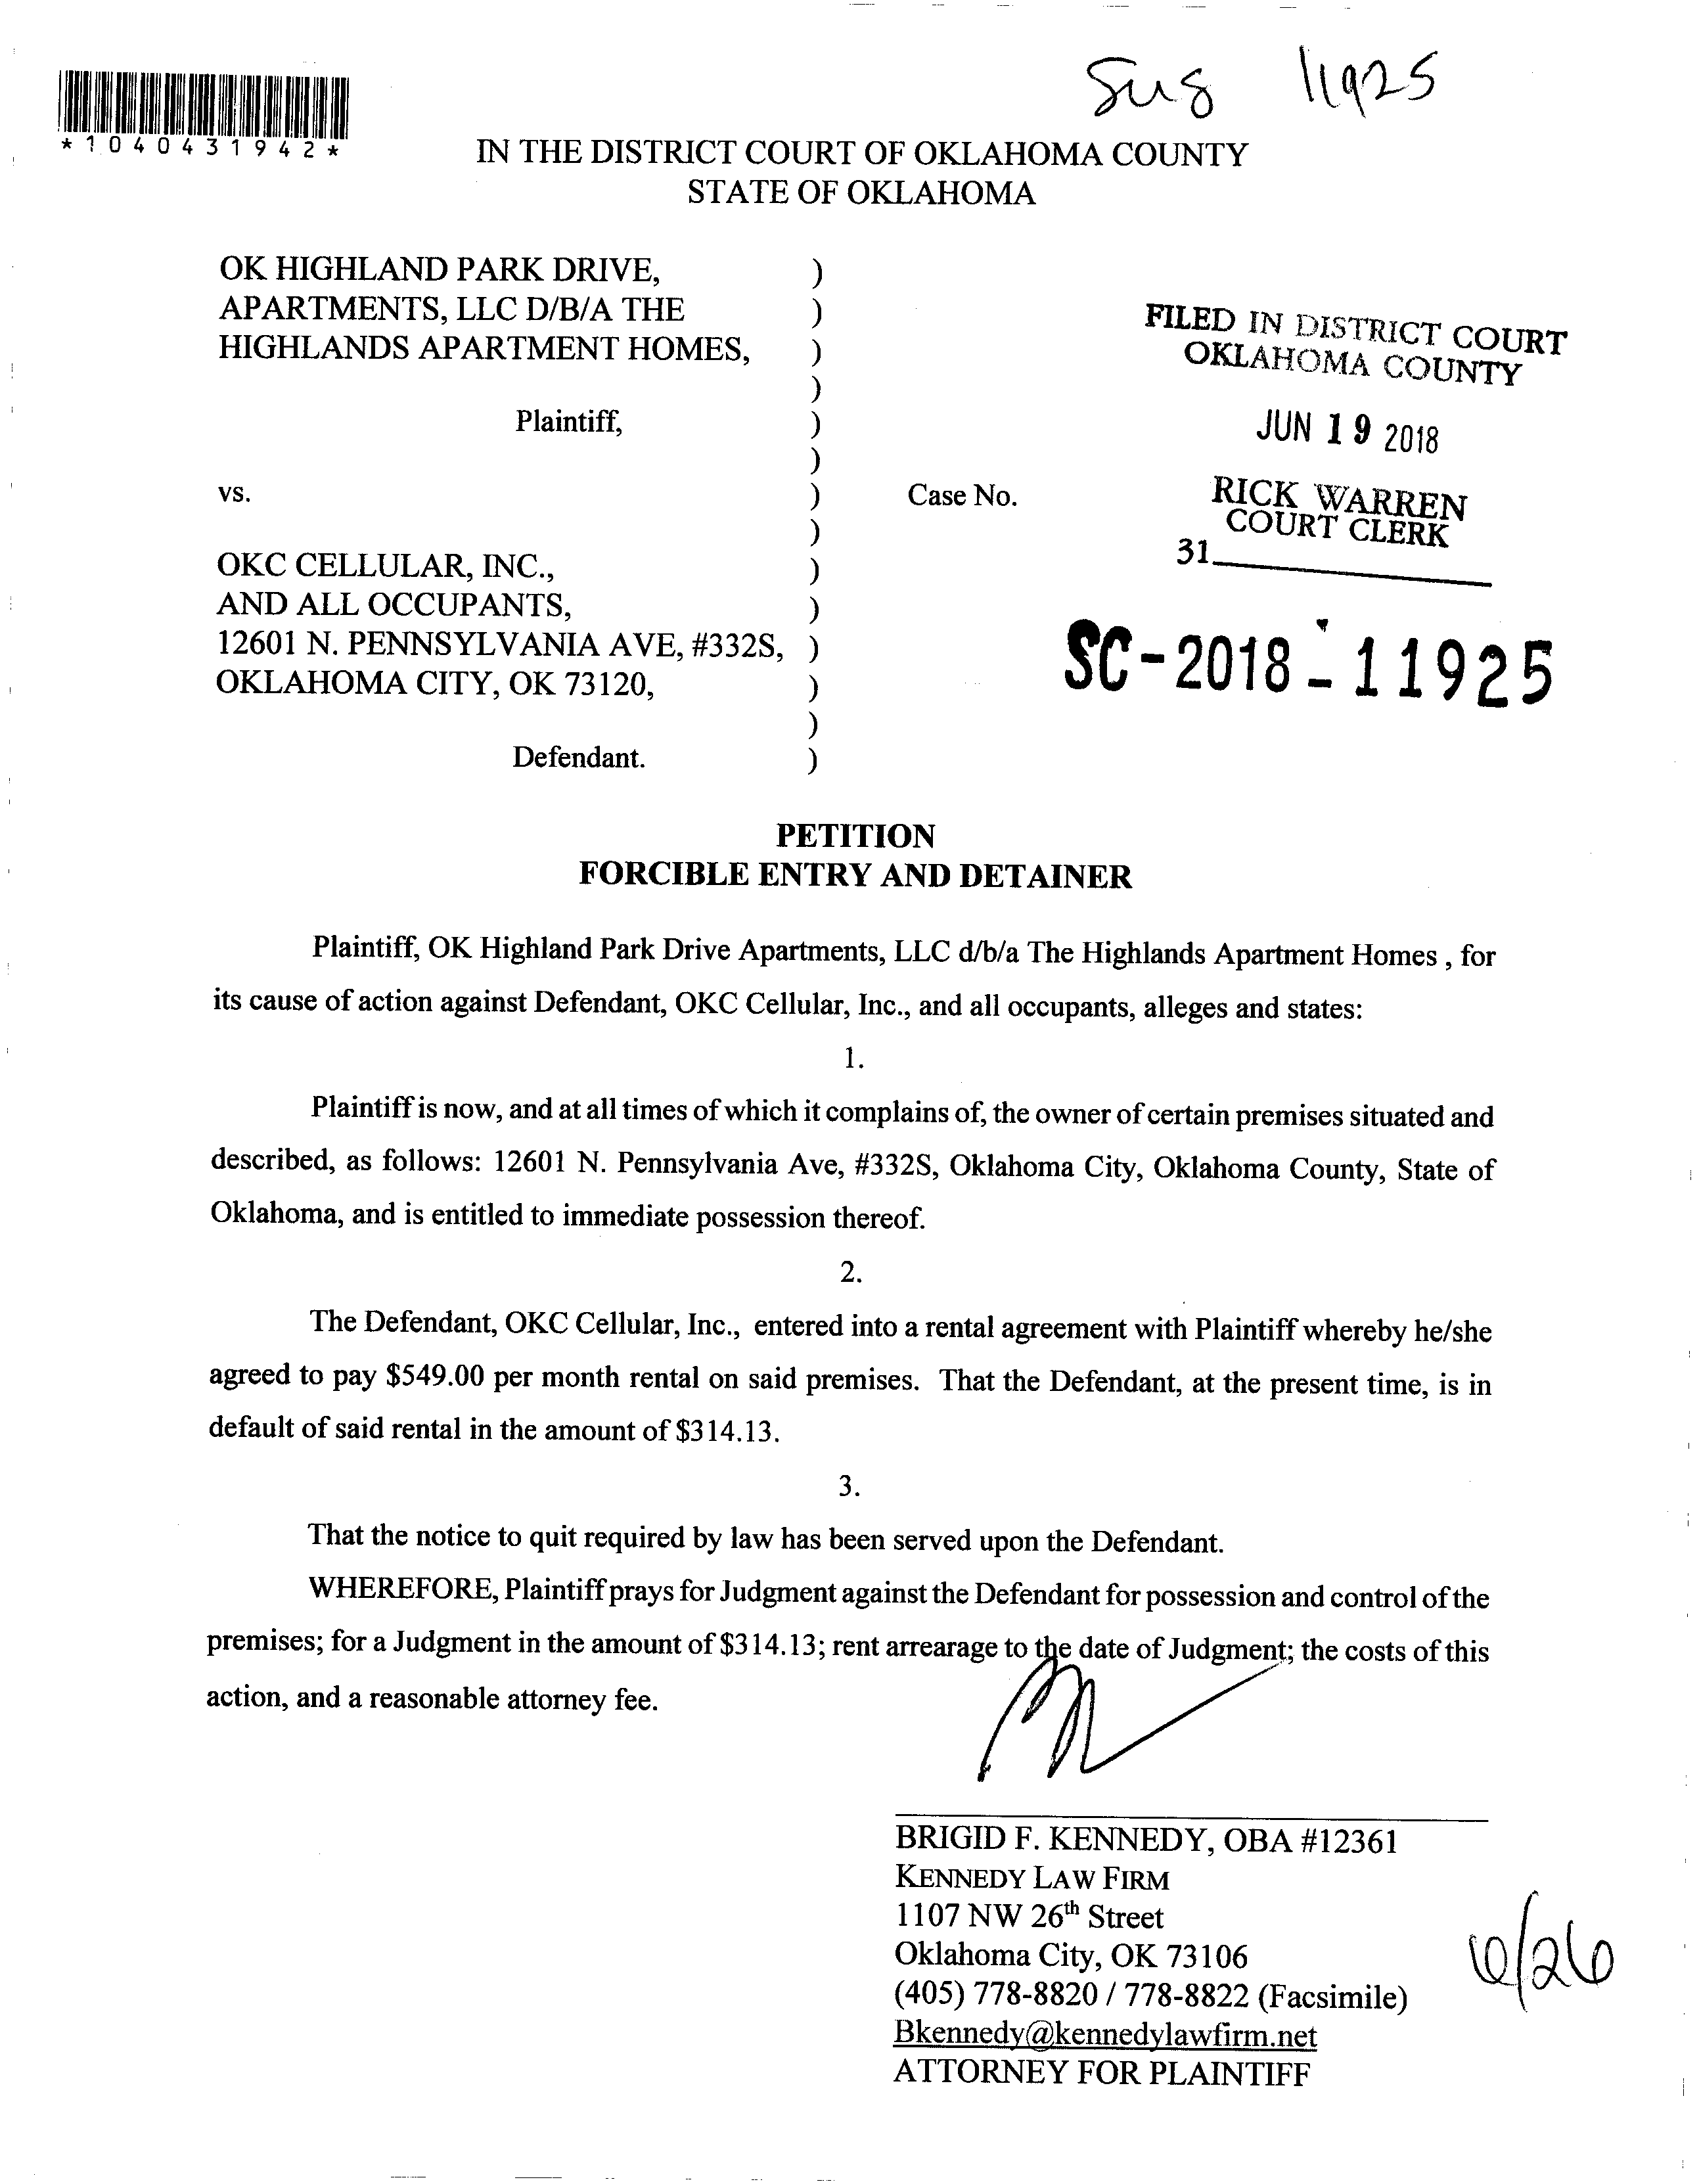 Su8 11925
*1040431942*
IN THE DISTRICT COURT OF OKLAHOMA COUNTY
STATE OF OKLAHOMA
OK HIGHLAND PARK DRIVE, )
APARTMENTS, LLC D/B/A THE )
HIGHLANDS APARTMENT HOMES, )
)
Plaintiff, )
)
vs. ) Case No.
)
OKC CELLULAR, INC., )
AND ALL OCCUPANTS, )
12601 N. PENNSYLVANIA AVE, #332S, )
OKLAHOMA CITY, OK 73120, )
)
Defendant. )
FILED IN DISTRICT COURT
OKLAHOMA COUNTY
JUN 19 2018
RICK WARREN
COURT CLERK
31
SC-2018-11925
PETITION
FORCIBLE ENTRY AND DETAINER
Plaintiff, OK Highland Park Drive Apartments, LLC d/b/a The Highlands Apartment Homes , for
its cause of action against Defendant, OKC Cellular, Inc., and all occupants, alleges and states:
1.
Plaintiff is now, and at all times of which it complains of, the owner of certain premises situated and
described, as follows: 12601 N. Pennsylvania Ave, #332S, Oklahoma City, Oklahoma County, State of
Oklahoma, and is entitled to immediate possession thereof.
2.
The Defendant, OKC Cellular, Inc., entered into a rental agreement with Plaintiff whereby he/she
agreed to pay $549.00 per month rental on said premises. That the Defendant, at the present time, is in
default of said rental in the amount of $314.13.
3.
That the notice to quit required by law has been served upon the Defendant.
WHEREFORE, Plaintiff prays for Judgment against the Defendant for possession and control of the
premises; for a Judgment in the amount of $314.13; rent arrearage to the date of Judgment; the costs of this
action, and a reasonable attorney fee.
BRIGID F. KENNEDY, OBA #12361
KENNEDY LAW FIRM
1107 NW 26th Street
Oklahoma City, OK 73106
(405) 778-8820 / 778-8822 (Facsimile)
Bkennedy@kennedylawfirm.net
ATTORNEY FOR PLAINTIFF
6/26